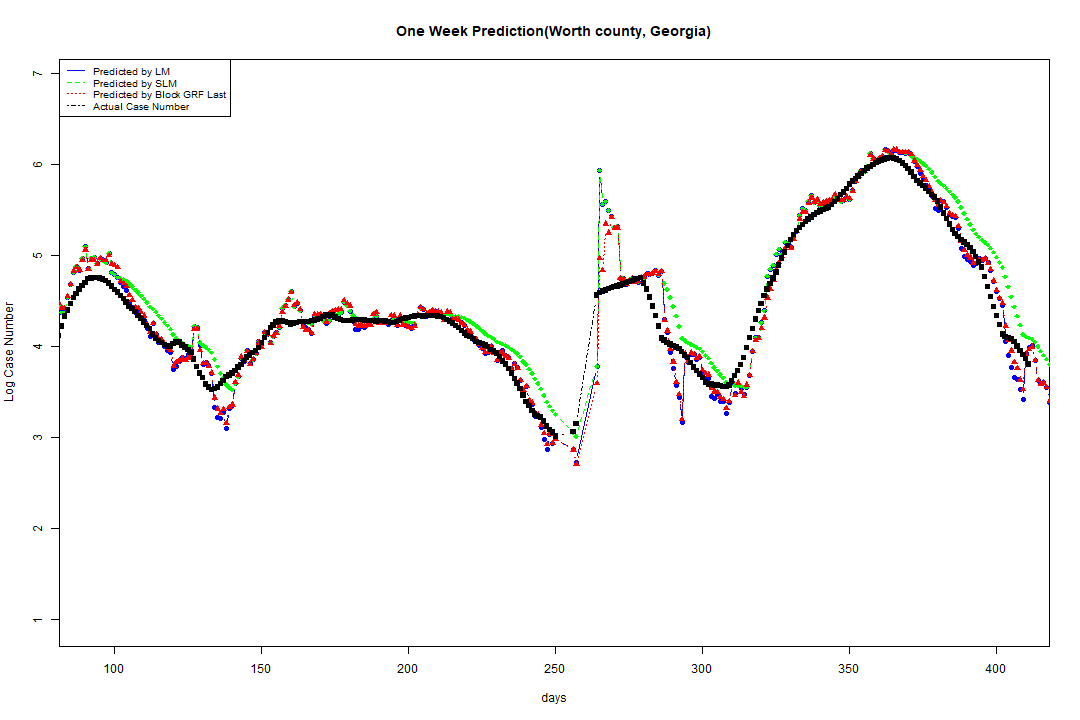 One Week Prediction(Worth county, Georgia)
Predicted by LM
Predicted by SLM
Predicted by Block GRF Last
Actual Case Number
Log Case Number
7
6
5
4
3
2
1
100 150 200 250 300 350 400
days